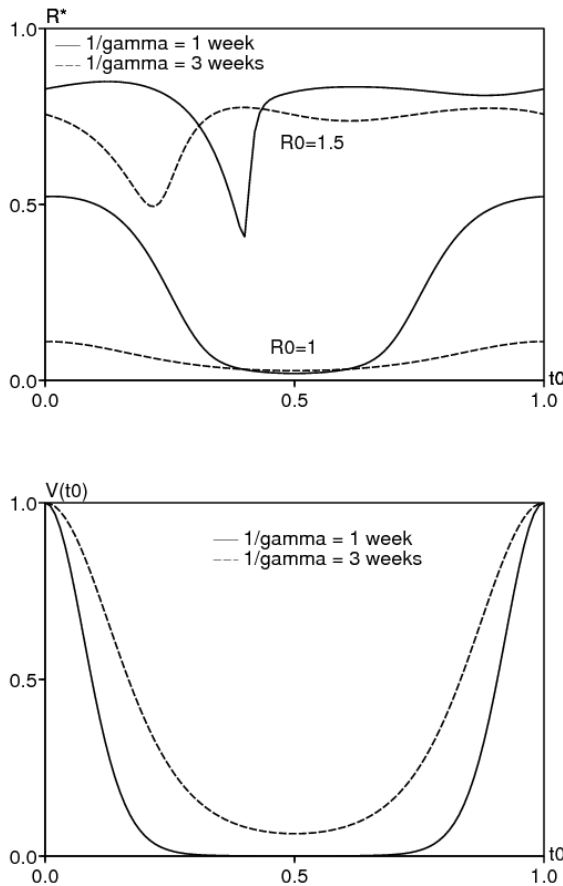 R*
1.0
1/gamma = 1 week
1/gamma = 3 weeks
R0=1.5
0.5
R0=1
0.0
0.0 0.5 1.0 t0
V(t0)
1.0
1/gamma = 1 week
1/gamma = 3 weeks
0.5
0.0
0.0 0.5 1.0 t0